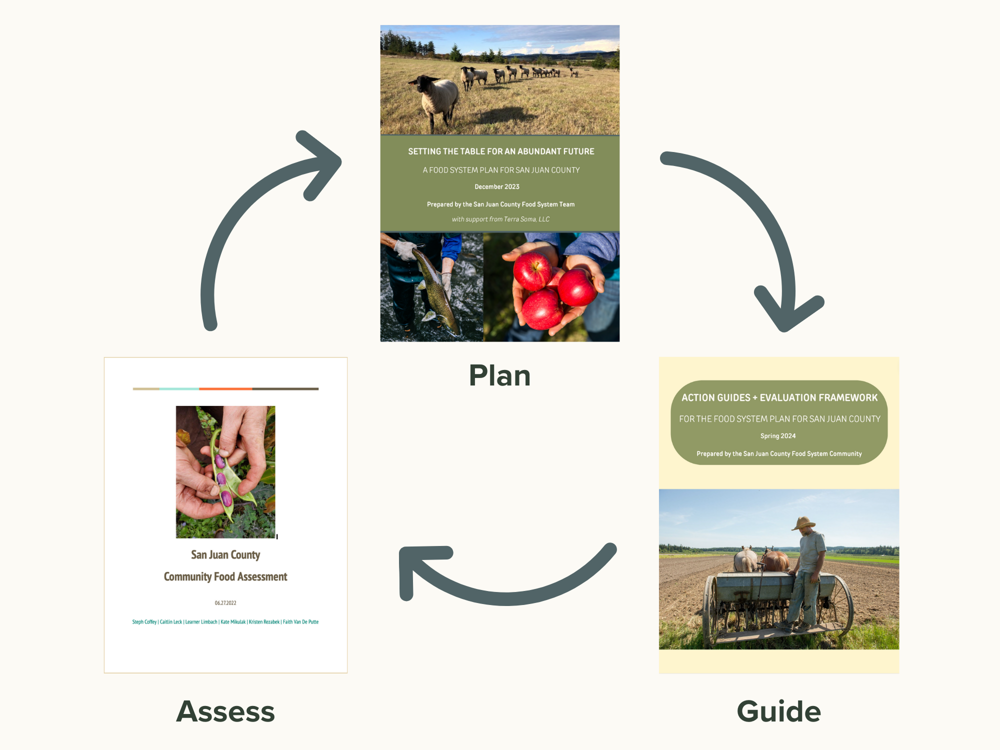 SETTING THE TABLE FOR AN ABUNDANT FUTURE
A FOOD SYSTEM PLAN FOR SAN JUAN COUNTY
December 2023
Prepared by the San Juan County Food System Team
with support from Terra Soma, LLC
Plan
San Juan County
Community Food Assessment
06.27.2022
Steph Coffey | Caitlin Leck | Learner Limbach | Kate Mikulak | Kristen Rezabek | Faith Van De Putte
Assess
ACTION GUIDES + EVALUATION FRAMEWORK
FOR THE FOOD SYSTEM PLAN FOR SAN JUAN COUNTY
Spring 2024
Prepared by the San Juan County Food System Community
Guide